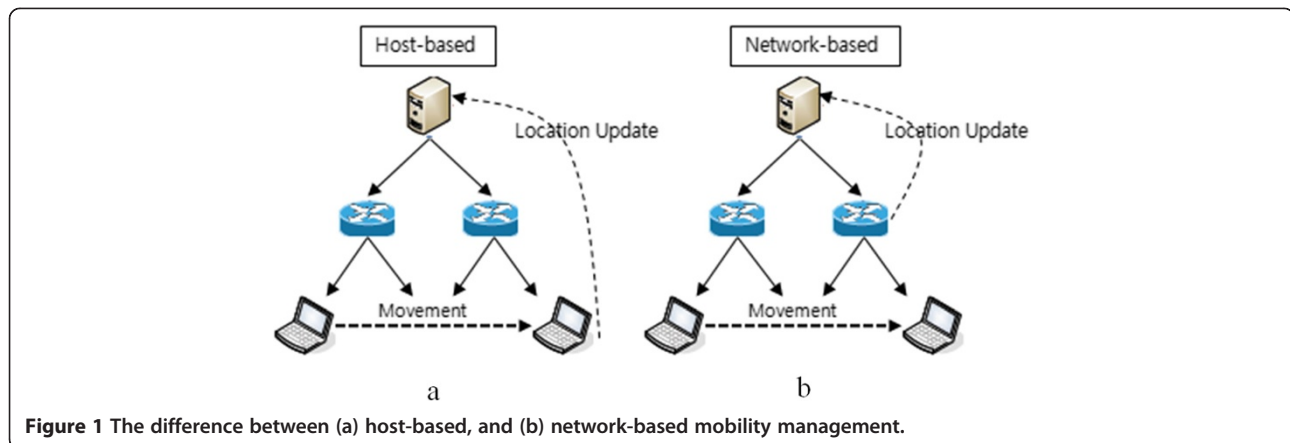 Host-based
Network-based
Location Update
Location Update
Movement
Movement
a
b
Figure 1 The difference between (a) host-based, and (b) network-based mobility management.